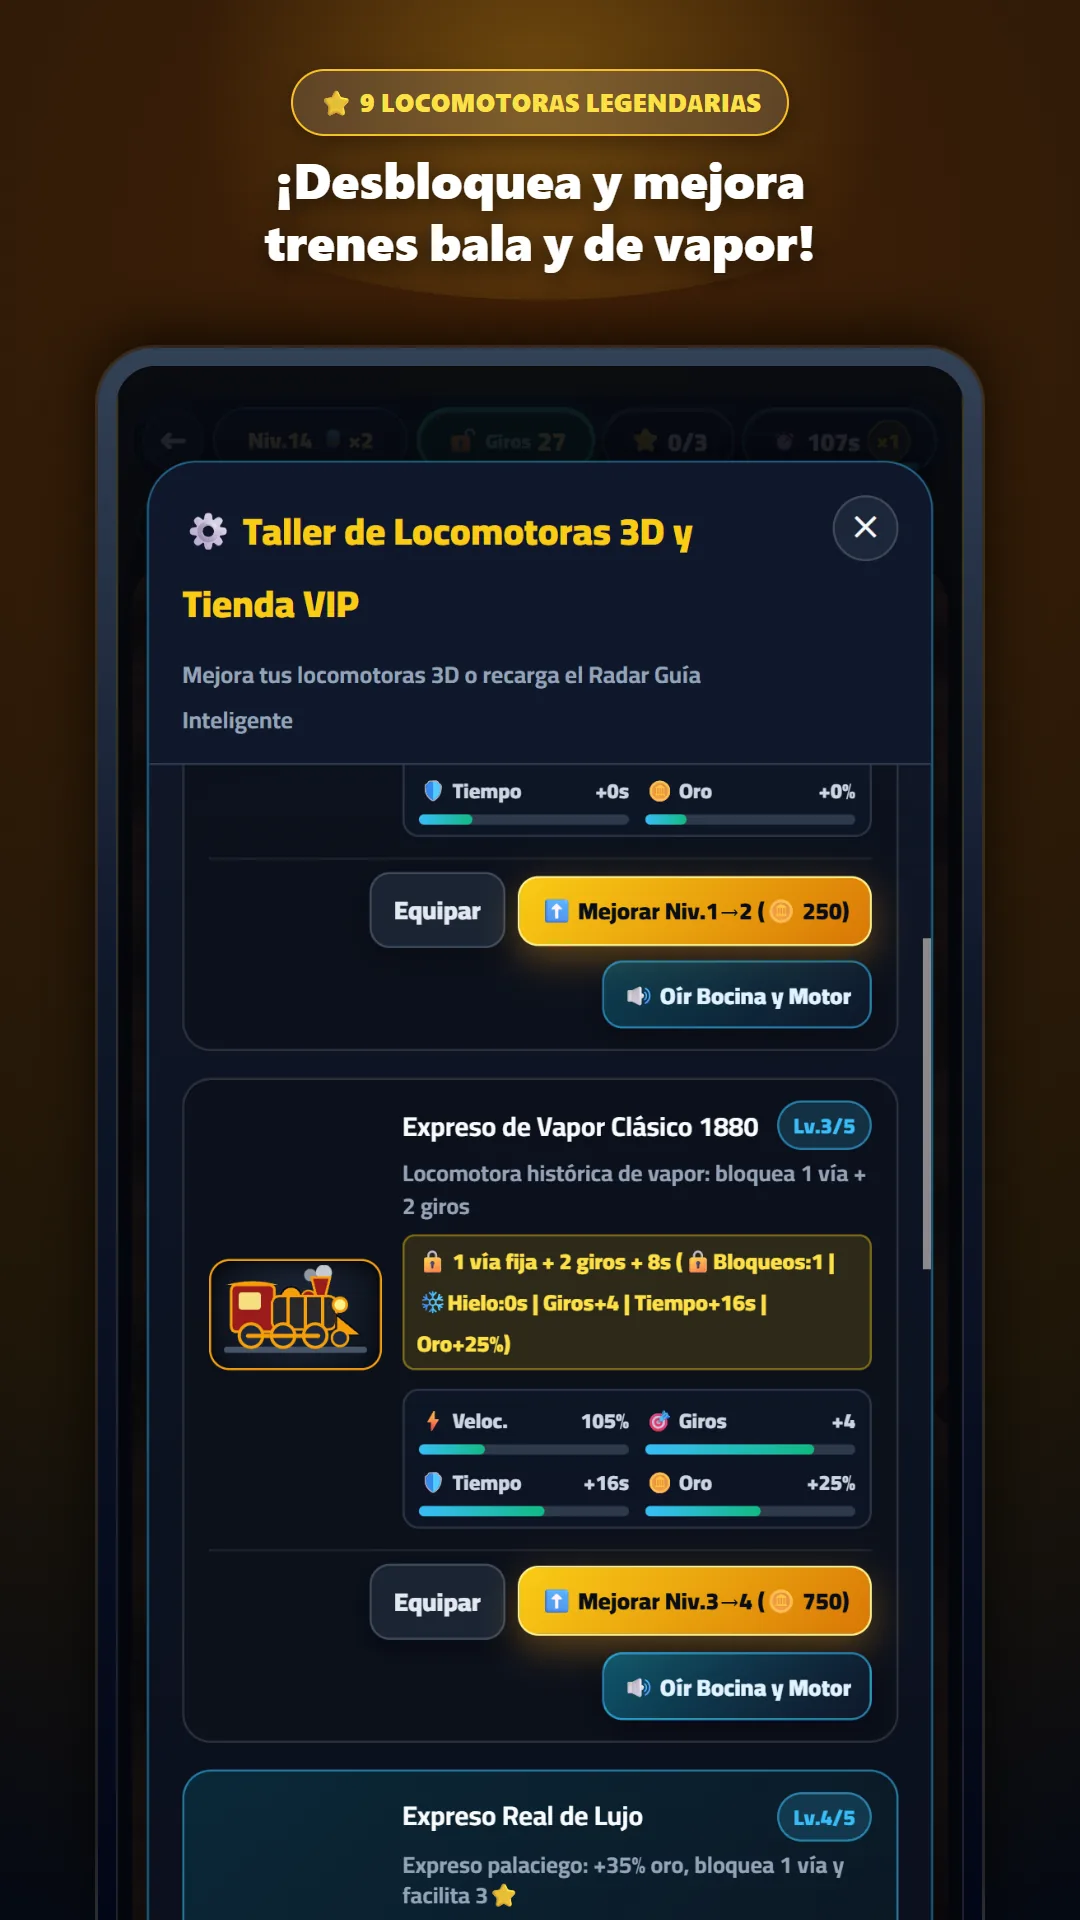 ⭐ 9 LOCOMOTORAS LEGENDARIAS
¡Desbloquea y mejora
trenes bala y de vapor!
← Niv.14 ×2 Giros 27 ⭐ 0/3 107s ×1
⚙️ Taller de Locomotoras 3D y
Tienda VIP
✕
Mejora tus locomotoras 3D o recarga el Radar Guía
Inteligente
Tiempo +0s Oro +0%
Equipar
⬆️ Mejorar Niv.1→2 (🪙 250)
🔊 Oír Bocina y Motor
Expreso de Vapor Clásico 1880
Lv.3/5
Locomotora histórica de vapor: bloquea 1 vía +
2 giros
🔒 1 vía fija + 2 giros + 8s (🔒Bloqueos:1 |
❄️Hielo:0s | Giros+4 | Tiempo+16s |
Oro+25%)
⚡ Veloc. 105% 🎯 Giros +4
🛡️ Tiempo +16s 🪙 Oro +25%
Equipar
⬆️ Mejorar Niv.3→4 (🪙 750)
🔊 Oír Bocina y Motor
Expreso Real de Lujo
Lv.4/5
Expreso palaciego: +35% oro, bloquea 1 vía y
facilita 3⭐